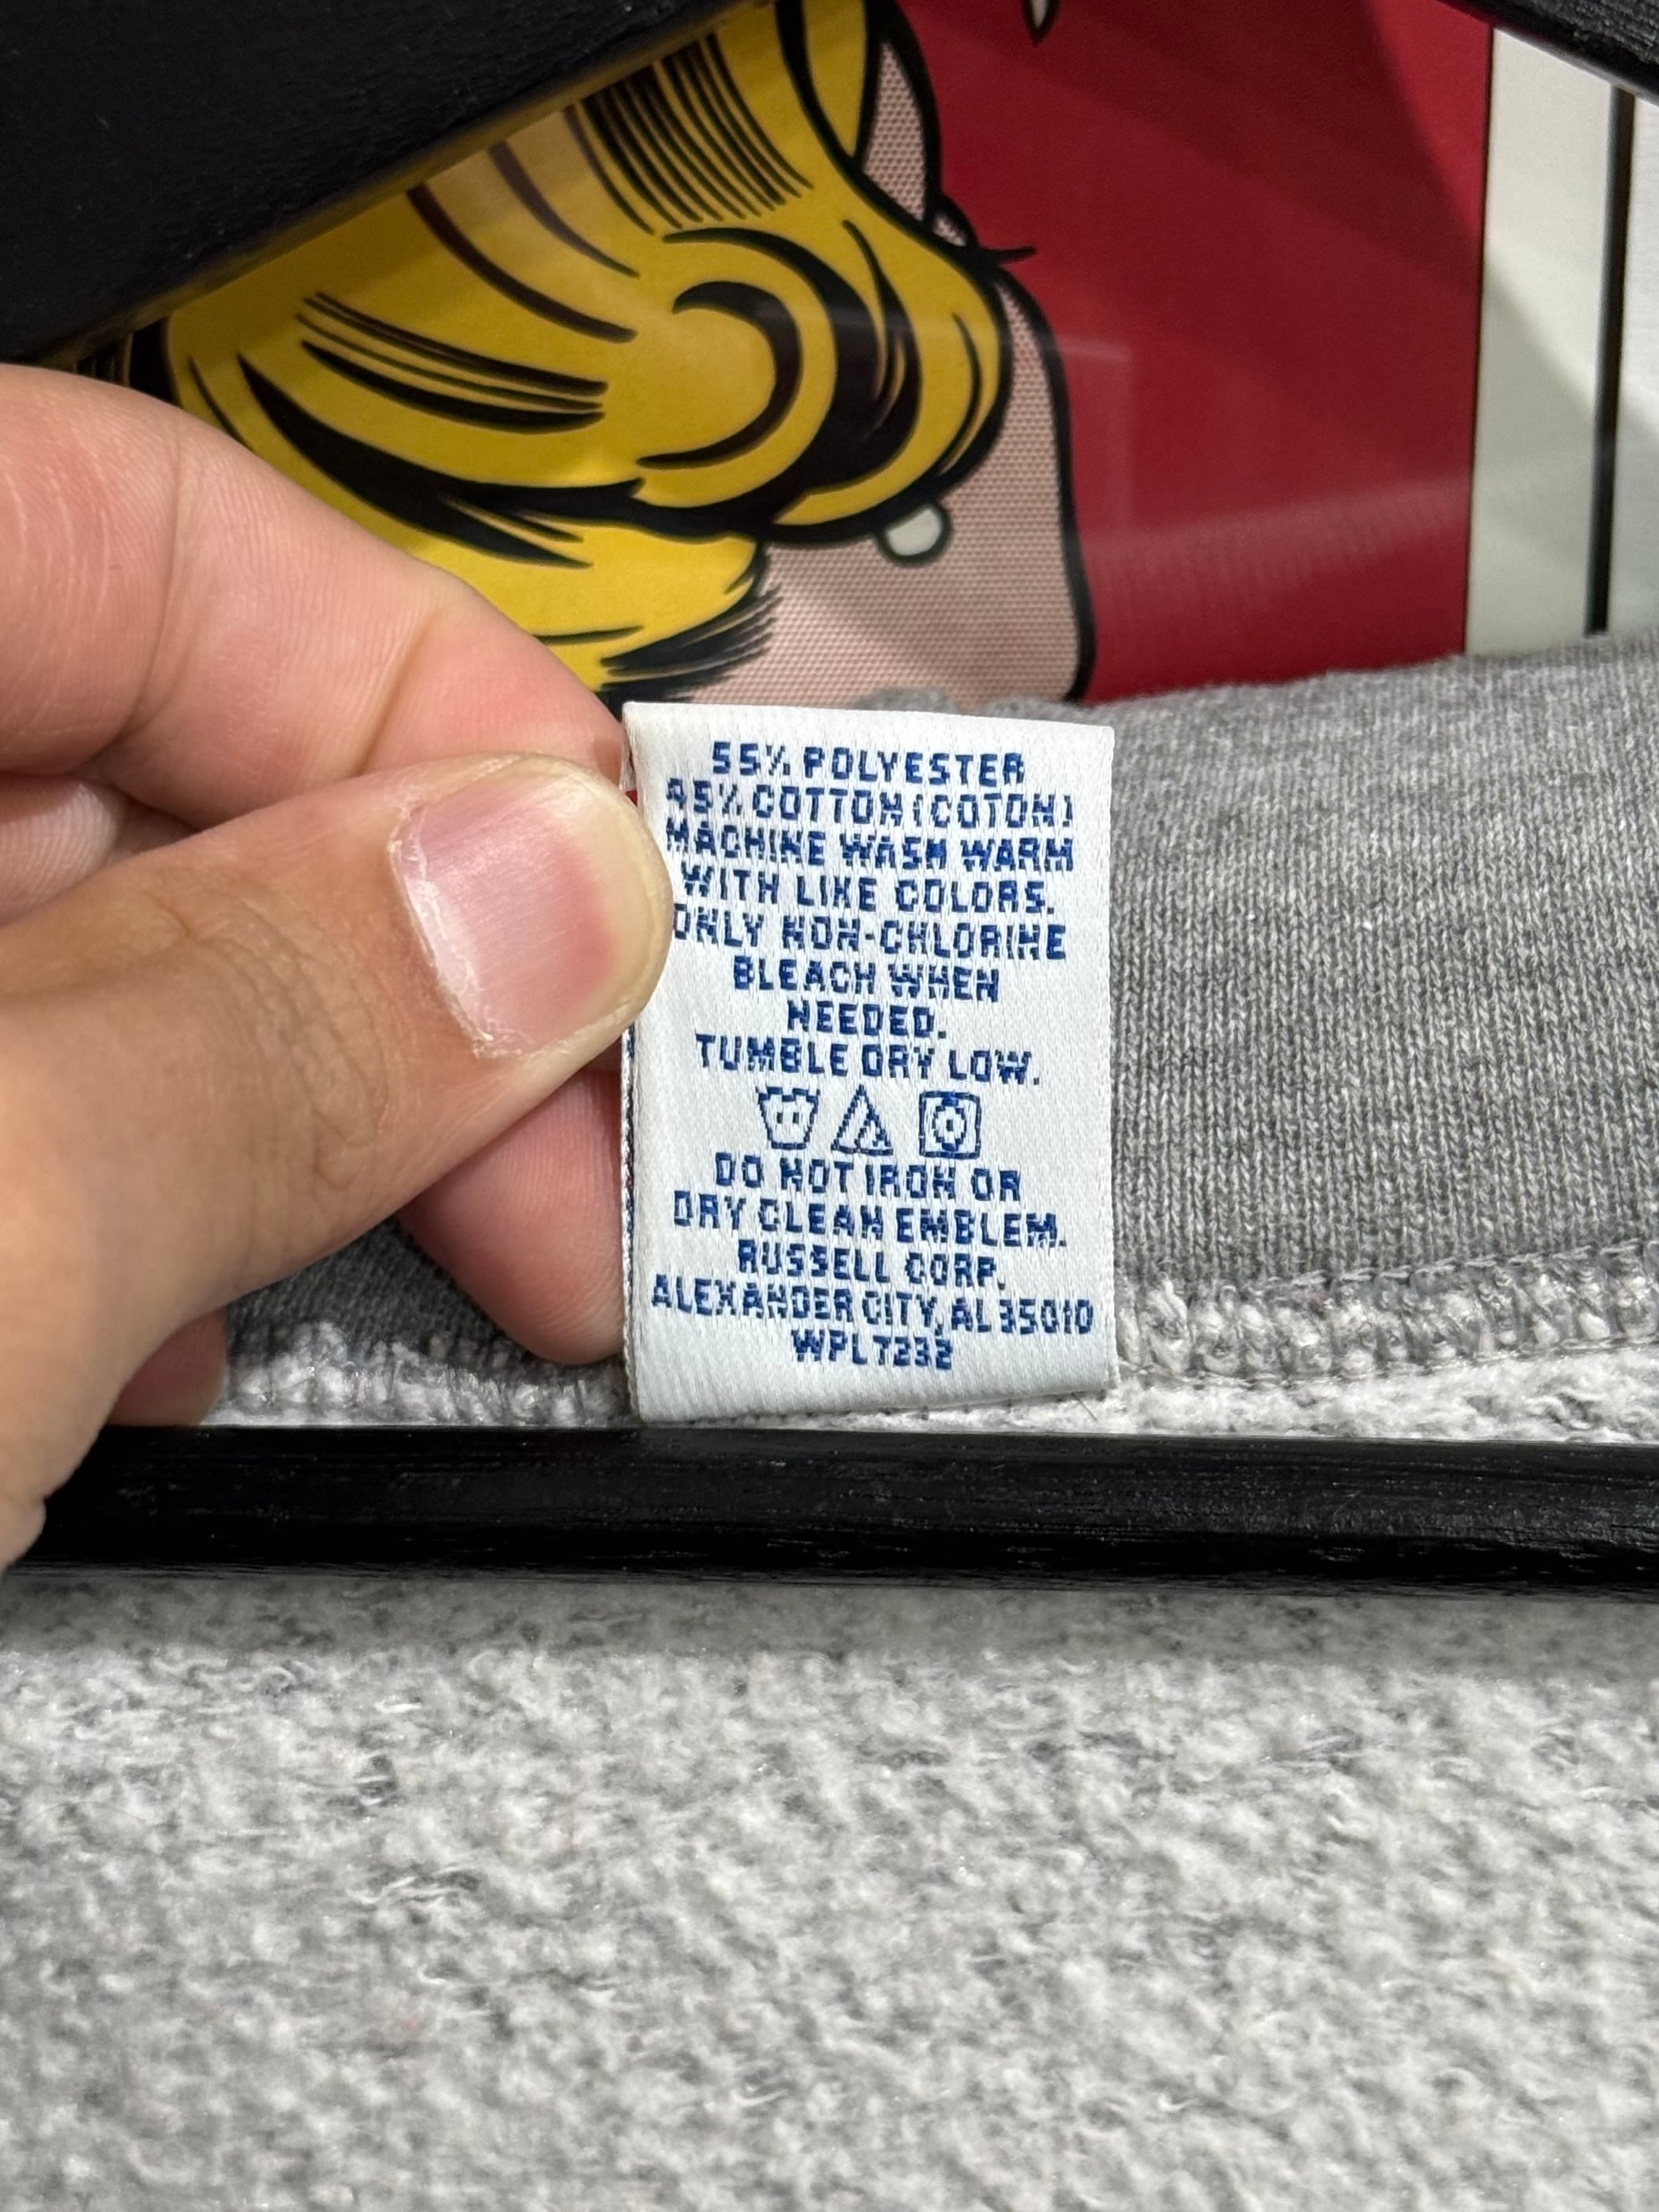 55% POLYESTER
45% COTTON (COTON)
MACHINE WASH WARM
WITH LIKE COLORS.
ONLY NON-CHLORINE
BLEACH WHEN
NEEDED.
TUMBLE DRY LOW.
DO NOT IRON OR
DRY CLEAN EMBLEM.
RUSSELL CORP.
ALEXANDER CITY, AL 35010
WPL 7232